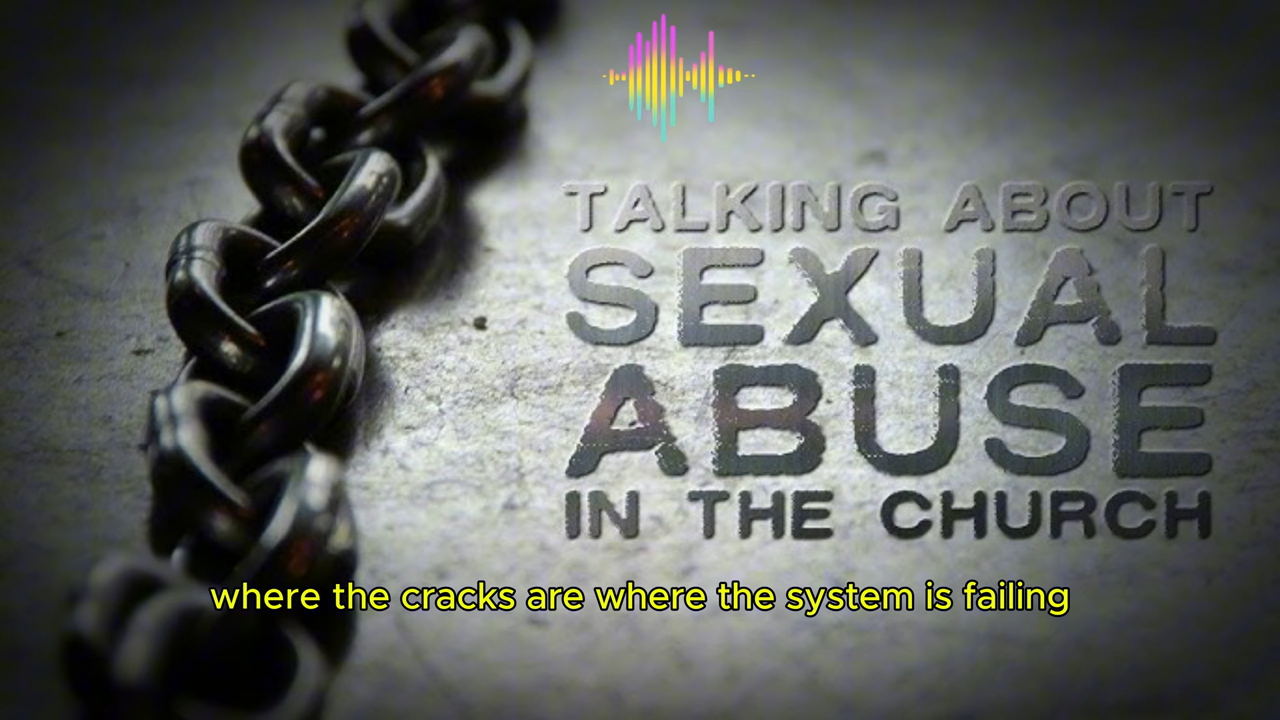 TALKING ABOUT
SEXUAL
ABUSE
IN THE CHURCH
where the cracks are where the system is failing